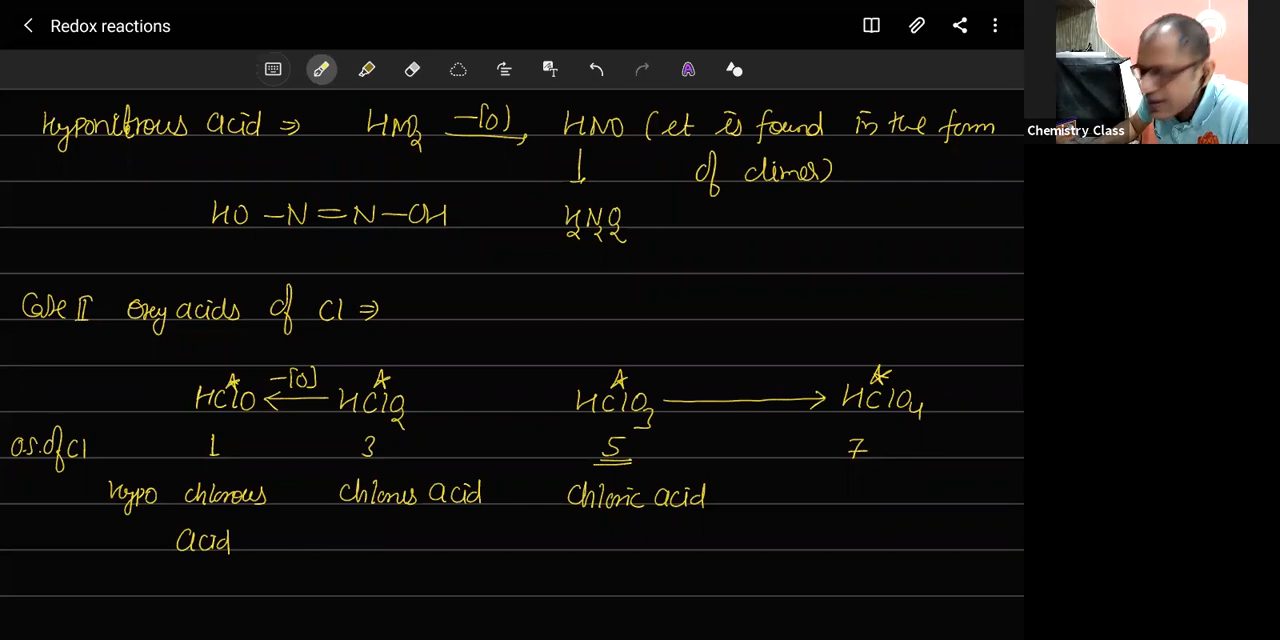 Redox reactions
Chemistry Class
Hyponitrous acid ⇒ HNO2 —[O]→ HNO (et is found in the form
of dimer)
↓
HO – N = N – OH H2N2O2
Case II Oxy acids of Cl ⇒
HClO ←–[O] HClO2 HClO3 → HClO4
O.S. of Cl 1 3 5 7
hypo chlorous chlorus acid chloric acid
acid